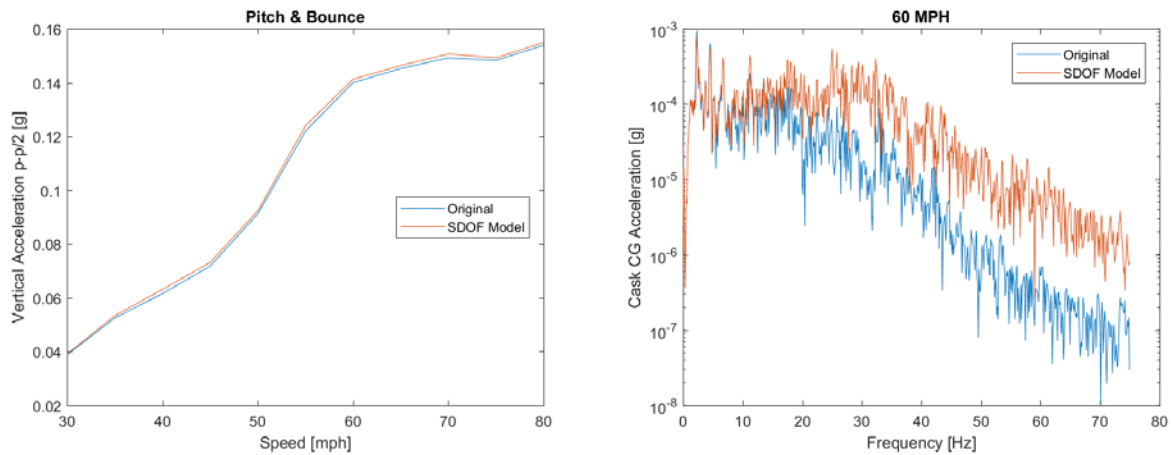 Pitch & Bounce
0.16
0.14
0.12
0.1
0.08
0.06
0.04
0.02
Vertical Acceleration p-p/2 [g]
Original
SDOF Model
30 40 50 60 70 80
Speed [mph]
60 MPH
10^-3
10^-4
10^-5
10^-6
10^-7
10^-8
Cask CG Acceleration [g]
Original
SDOF Model
0 10 20 30 40 50 60 70 80
Frequency [Hz]